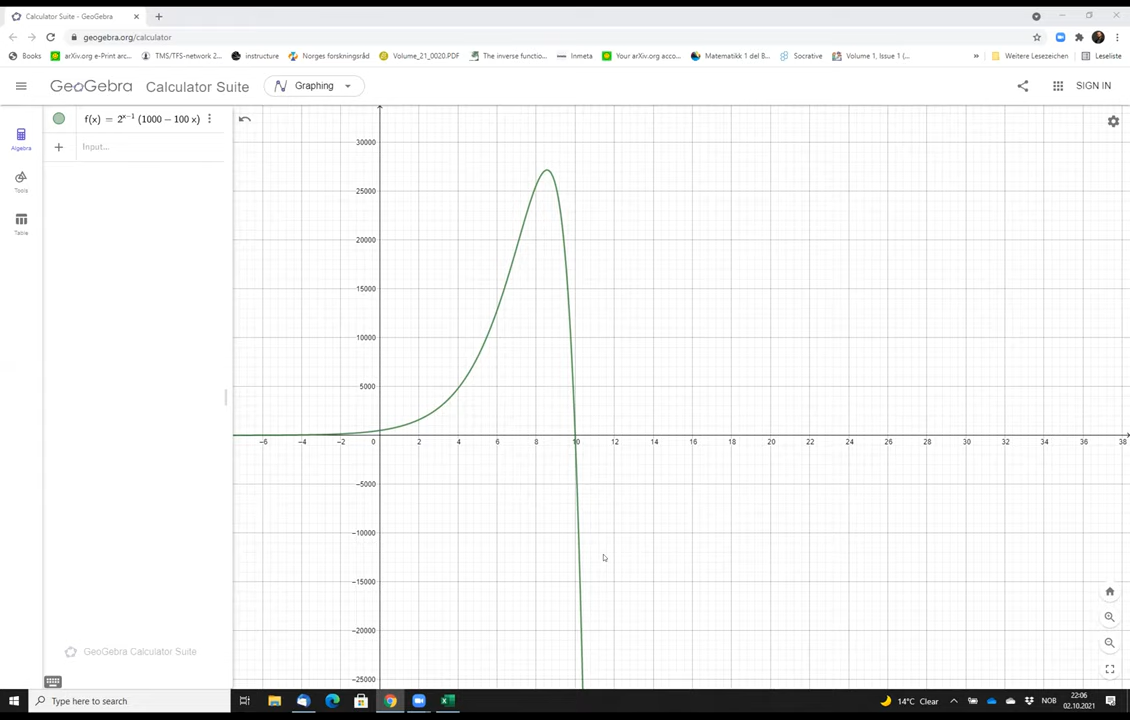 Calculator Suite - GeoGebra
geogebra.org/calculator
Books
arXiv.org e-Print arc...
TMS/TFS-network 2...
instructure
Norges forskningsråd
Volume_21_0020.PDF
The inverse function...
Inmeta
Your arXiv.org acco...
Matematikk 1 del B...
Socrative
Volume 1, Issue 1 (...
»
Weitere Lesezeichen
Leseliste
GeoGebra
Calculator Suite
Graphing
SIGN IN
f(x) = 2^{x−1} (1000 − 100 x)
Input...
Algebra
Tools
Table
30000
25000
20000
15000
10000
5000
−6 −4 −2 0 2 4 6 8 10 12 14 16 18 20 22 24 26 28 30 32 34 36 38
−5000
−10000
−15000
−20000
−25000
GeoGebra Calculator Suite
Type here to search
14°C Clear
NOB
22:06
02.10.2021